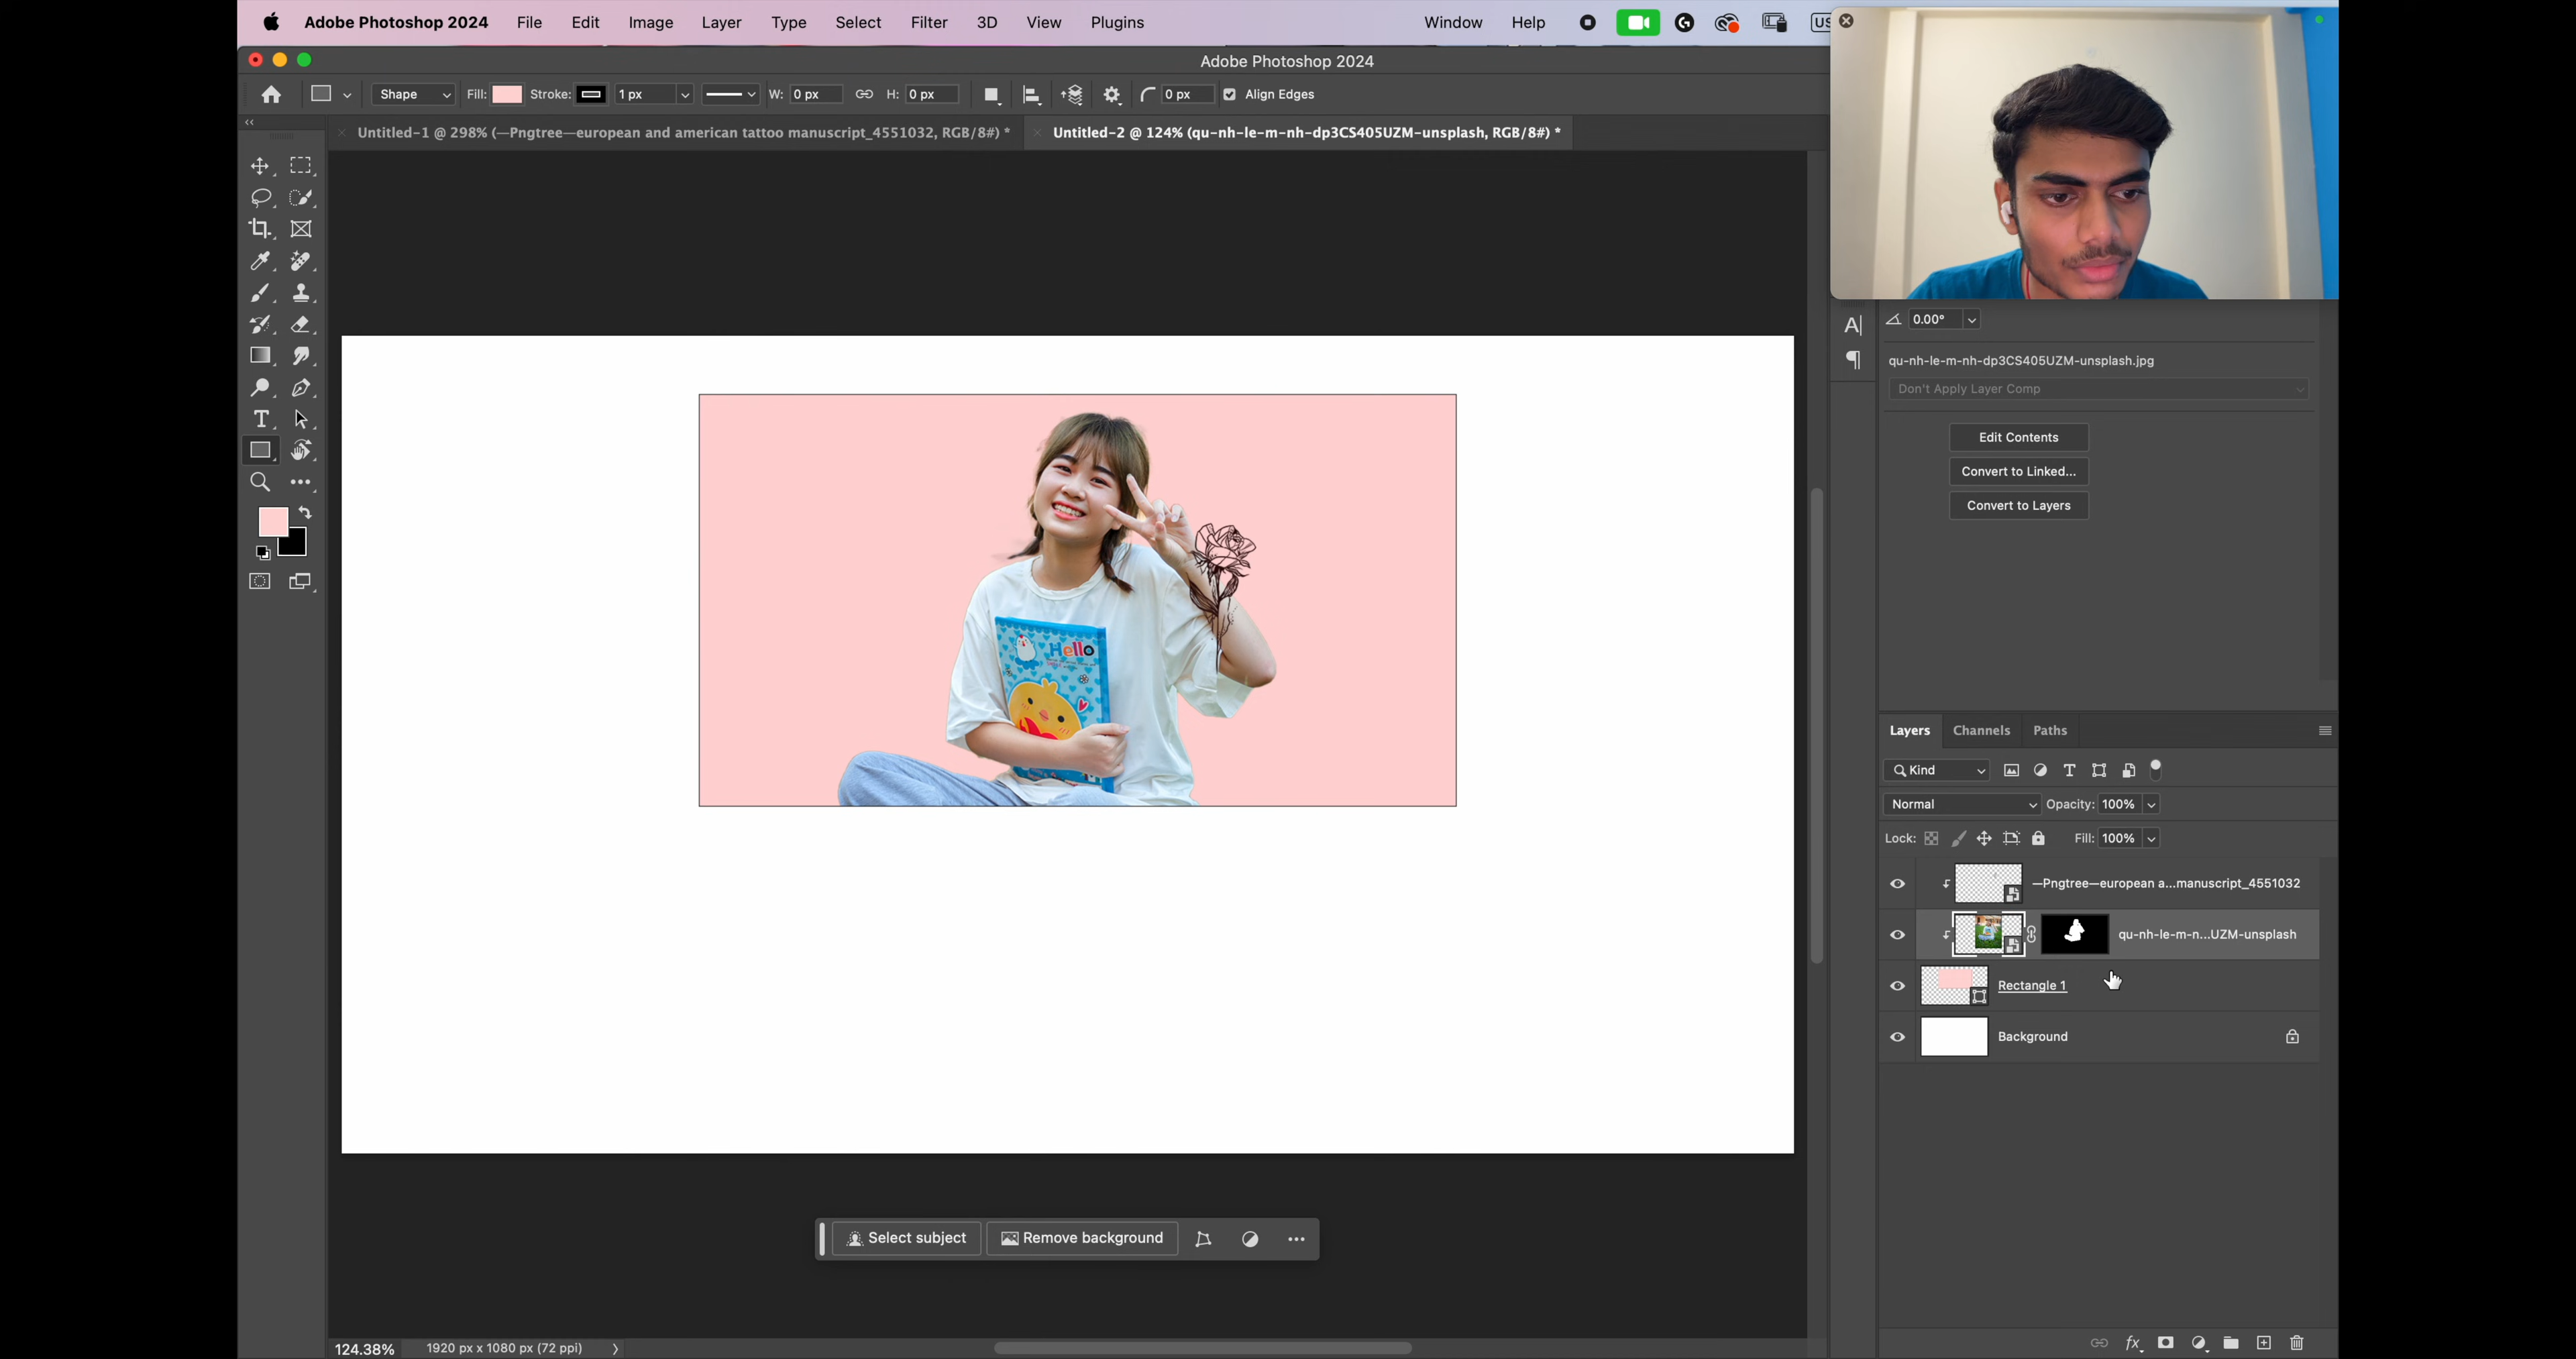 Adobe Photoshop 2024 File Edit Image Layer Type Select Filter 3D View Plugins Window Help US
Adobe Photoshop 2024
Shape Fill: Stroke: 1 px W: 0 px H: 0 px 0 px Align Edges
Untitled-1 @ 298% (—Pngtree—european and american tattoo manuscript_4551032, RGB/8#) * Untitled-2 @ 124% (qu-nh-le-m-nh-dp3CS405UZM-unsplash, RGB/8#) *
0.00°
qu-nh-le-m-nh-dp3CS405UZM-unsplash.jpg
Don't Apply Layer Comp
Edit Contents
Convert to Linked...
Convert to Layers
Hello
Layers Channels Paths
Kind
Normal Opacity: 100%
Lock: Fill: 100%
—Pngtree—european a...manuscript_4551032
qu-nh-le-m-n...UZM-unsplash
Rectangle 1
Background
Select subject Remove background
124.38% 1920 px x 1080 px (72 ppi)